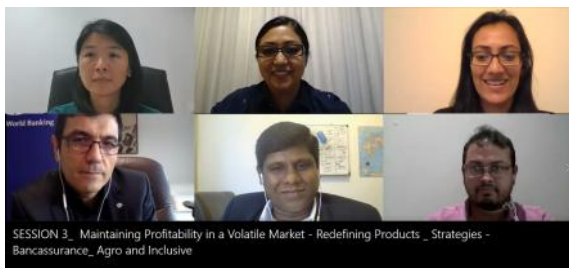 World Banking
SESSION 3_ Maintaining Profitability in a Volatile Market - Redefining Products _ Strategies -
Bancassurance_ Agro and Inclusive